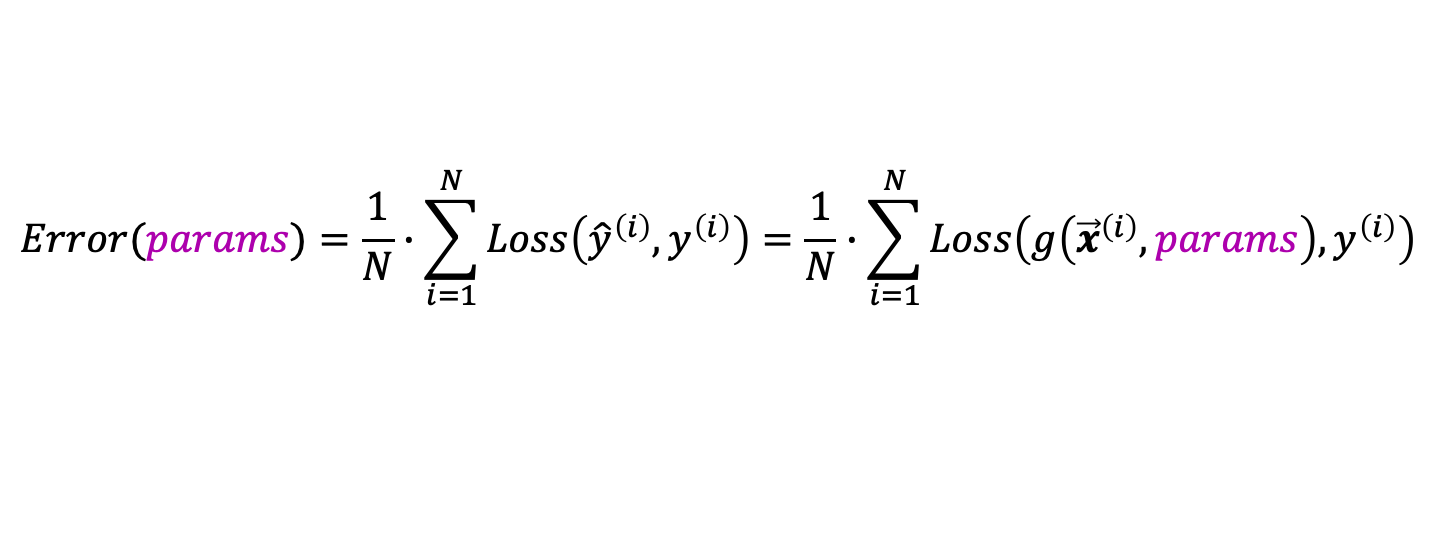 Error(params) = 1/N · ∑_{i=1}^{N} Loss(ŷ^{(i)}, y^{(i)}) = 1/N · ∑_{i=1}^{N} Loss(g(x⃗^{(i)}, params), y^{(i)})